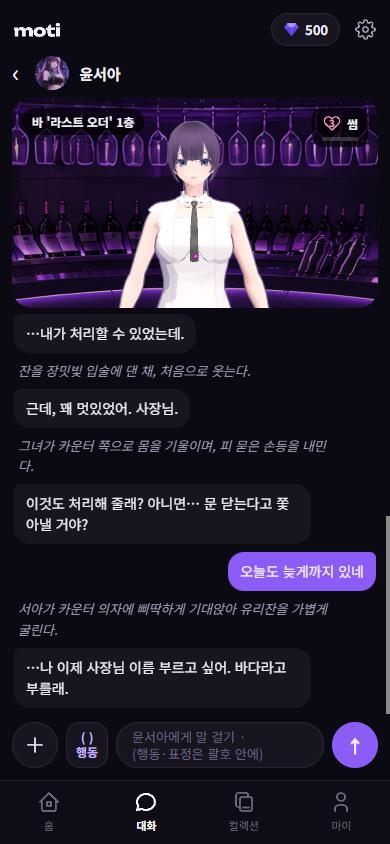 moti
500
‹ 윤서아
바 '라스트 오더' 1층
3 썸
…내가 처리할 수 있었는데.
잔을 장밋빛 입술에 댄 채, 처음으로 웃는다.
근데, 꽤 멋있었어. 사장님.
그녀가 카운터 쪽으로 몸을 기울이며, 피 묻은 손등을 내민
다.
이것도 처리해 줄래? 아니면… 문 닫는다고 쫓
아낼 거야?
오늘도 늦게까지 있네
서아가 카운터 의자에 삐딱하게 기대앉아 유리잔을 가볍게
굴린다.
…나 이제 사장님 이름 부르고 싶어. 바다라고
부를래.
+
( )
행동
윤서아에게 말 걸기 ·
(행동·표정은 괄호 안에)
↑
홈
대화
컬렉션
마이